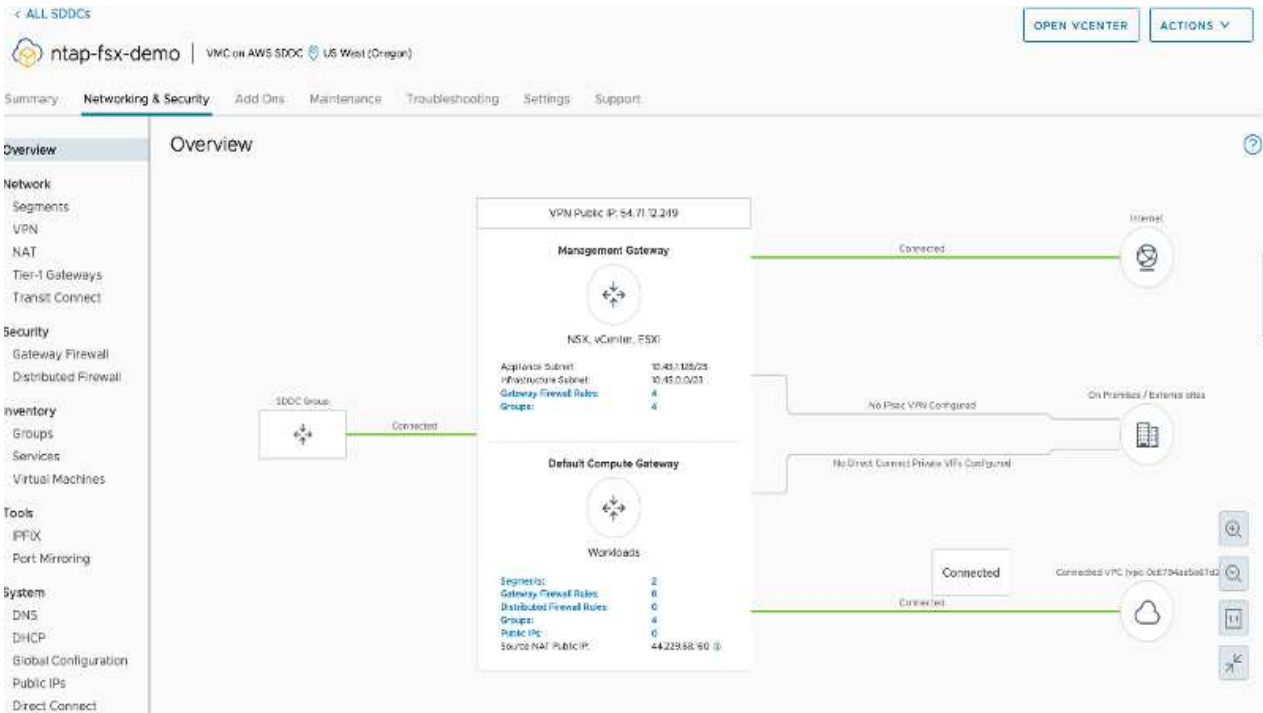 < ALL SDDCs
OPEN VCENTER
ACTIONS
ntap-fsx-demo | VMC on AWS SDDC US West (Oregon)
Summary Networking & Security Add Ons Maintenance Troubleshooting Settings Support
Overview
Network
Segments
VPN
NAT
Tier-1 Gateways
Transit Connect
Security
Gateway Firewall
Distributed Firewall
Inventory
Groups
Services
Virtual Machines
Tools
IPFIX
Port Mirroring
System
DNS
DHCP
Global Configuration
Public IPs
Direct Connect
Overview
VPN Public IP: 54.71.12.249
Management Gateway
NSX, vCenter, ESXi
Appliance Subnet: 10.45.1.128/25
Infrastructure Subnet: 10.45.0.0/23
Gateway Firewall Rules: 4
Groups: 4
SDDC Group
Connected
Default Compute Gateway
Workloads
Segments: 2
Gateway Firewall Rules: 8
Distributed Firewall Rules: 0
Groups: 4
Public IPs: 0
Source NAT Public IP: 44.229.68.160
Internet
Connected
No IPsec VPN Configured
On Premises / External sites
No Direct Connect Private VIFs Configured
Connected
Connected VPC
Connected
1:1